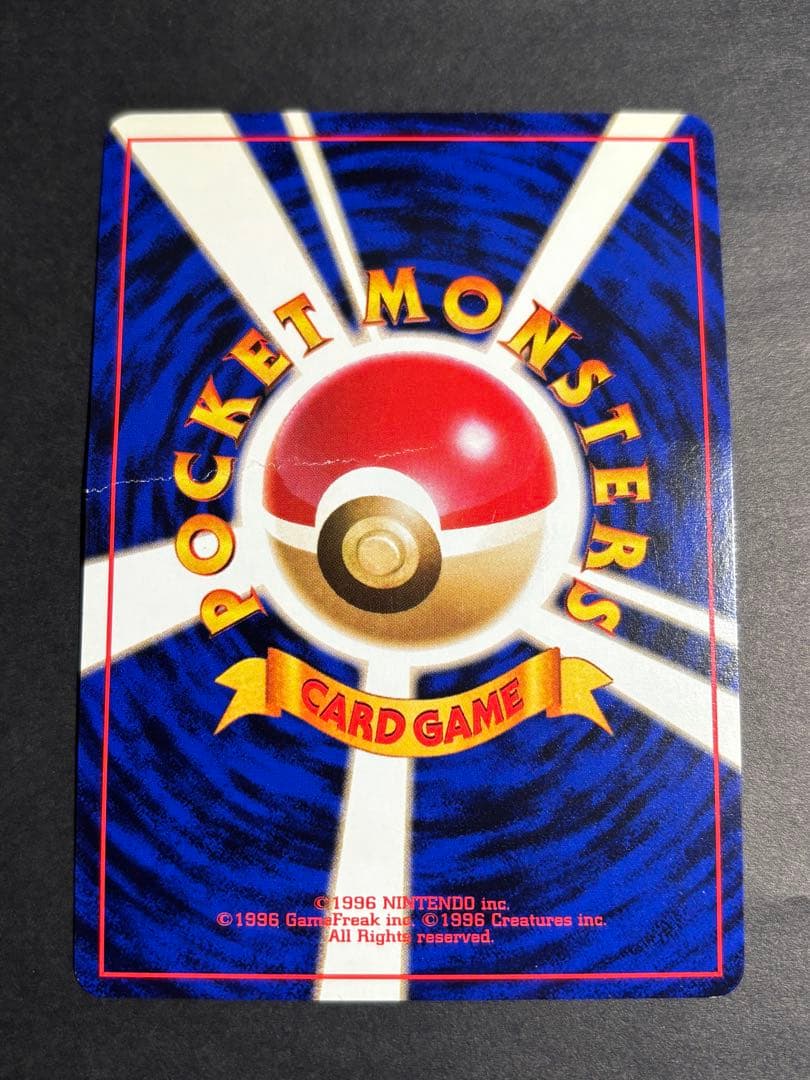 POCKET MONSTERS
CARD GAME
©1996 NINTENDO inc.
©1996 GameFreak inc. ©1996 Creatures inc.
All Rights reserved.